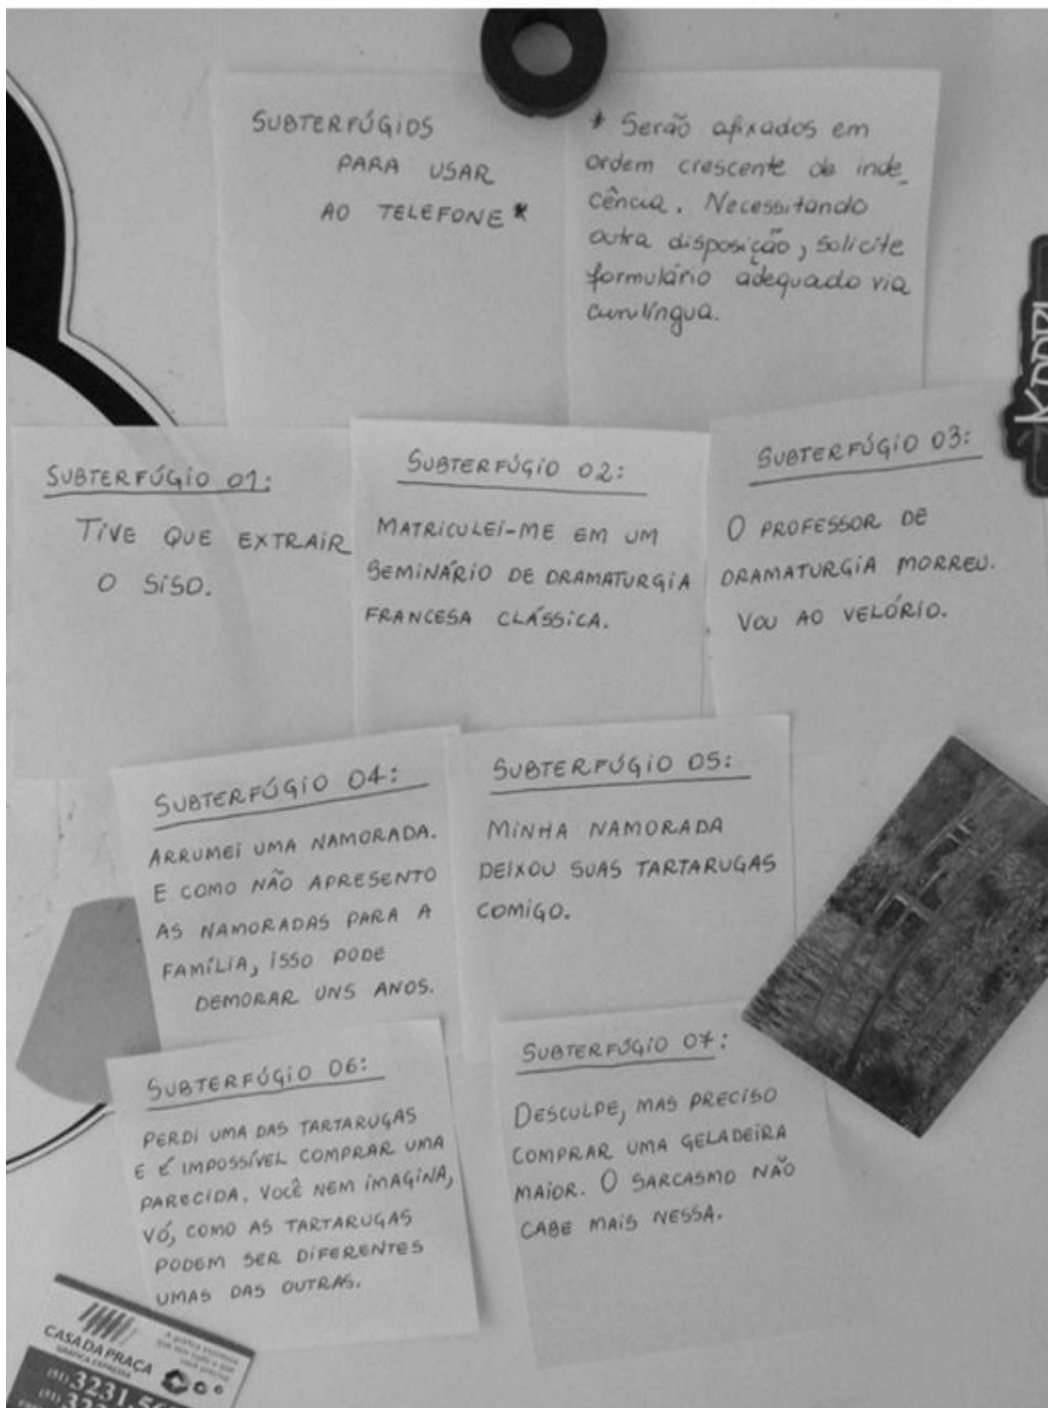 SUBTERFÚGIOS
PARA USAR
AO TELEFONE*
* Serão afixados em
ordem crescente de inde_
cência. Necessitando
outra disposição, solicite
formulário adequado via
cunilíngua.
SUBTERFÚGIO 01:
TIVE QUE EXTRAIR
O SISO.
SUBTERFÚGIO 02:
MATRICULEI-ME EM UM
SEMINÁRIO DE DRAMATURGIA
FRANCESA CLÁSSICA.
SUBTERFÚGIO 03:
O PROFESSOR DE
DRAMATURGIA MORREU.
VOU AO VELÓRIO.
SUBTERFÚGIO 04:
ARRUMEI UMA NAMORADA.
E COMO NÃO APRESENTO
AS NAMORADAS PARA A
FAMÍLIA, ISSO PODE
DEMORAR UNS ANOS.
SUBTERFÚGIO 05:
MINHA NAMORADA
DEIXOU SUAS TARTARUGAS
COMIGO.
SUBTERFÚGIO 06:
PERDI UMA DAS TARTARUGAS
E É IMPOSSÍVEL COMPRAR UMA
PARECIDA. VOCÊ NEM IMAGINA,
VÓ, COMO AS TARTARUGAS
PODEM SER DIFERENTES
UMAS DAS OUTRAS.
SUBTERFÚGIO 07:
DESCULPE, MAS PRECISO
COMPRAR UMA GELADEIRA
MAIOR. O SARCASMO NÃO
CABE MAIS NESSA.
CASA DA PRAÇA
GRÁFICA EXPRESSA
3231.56